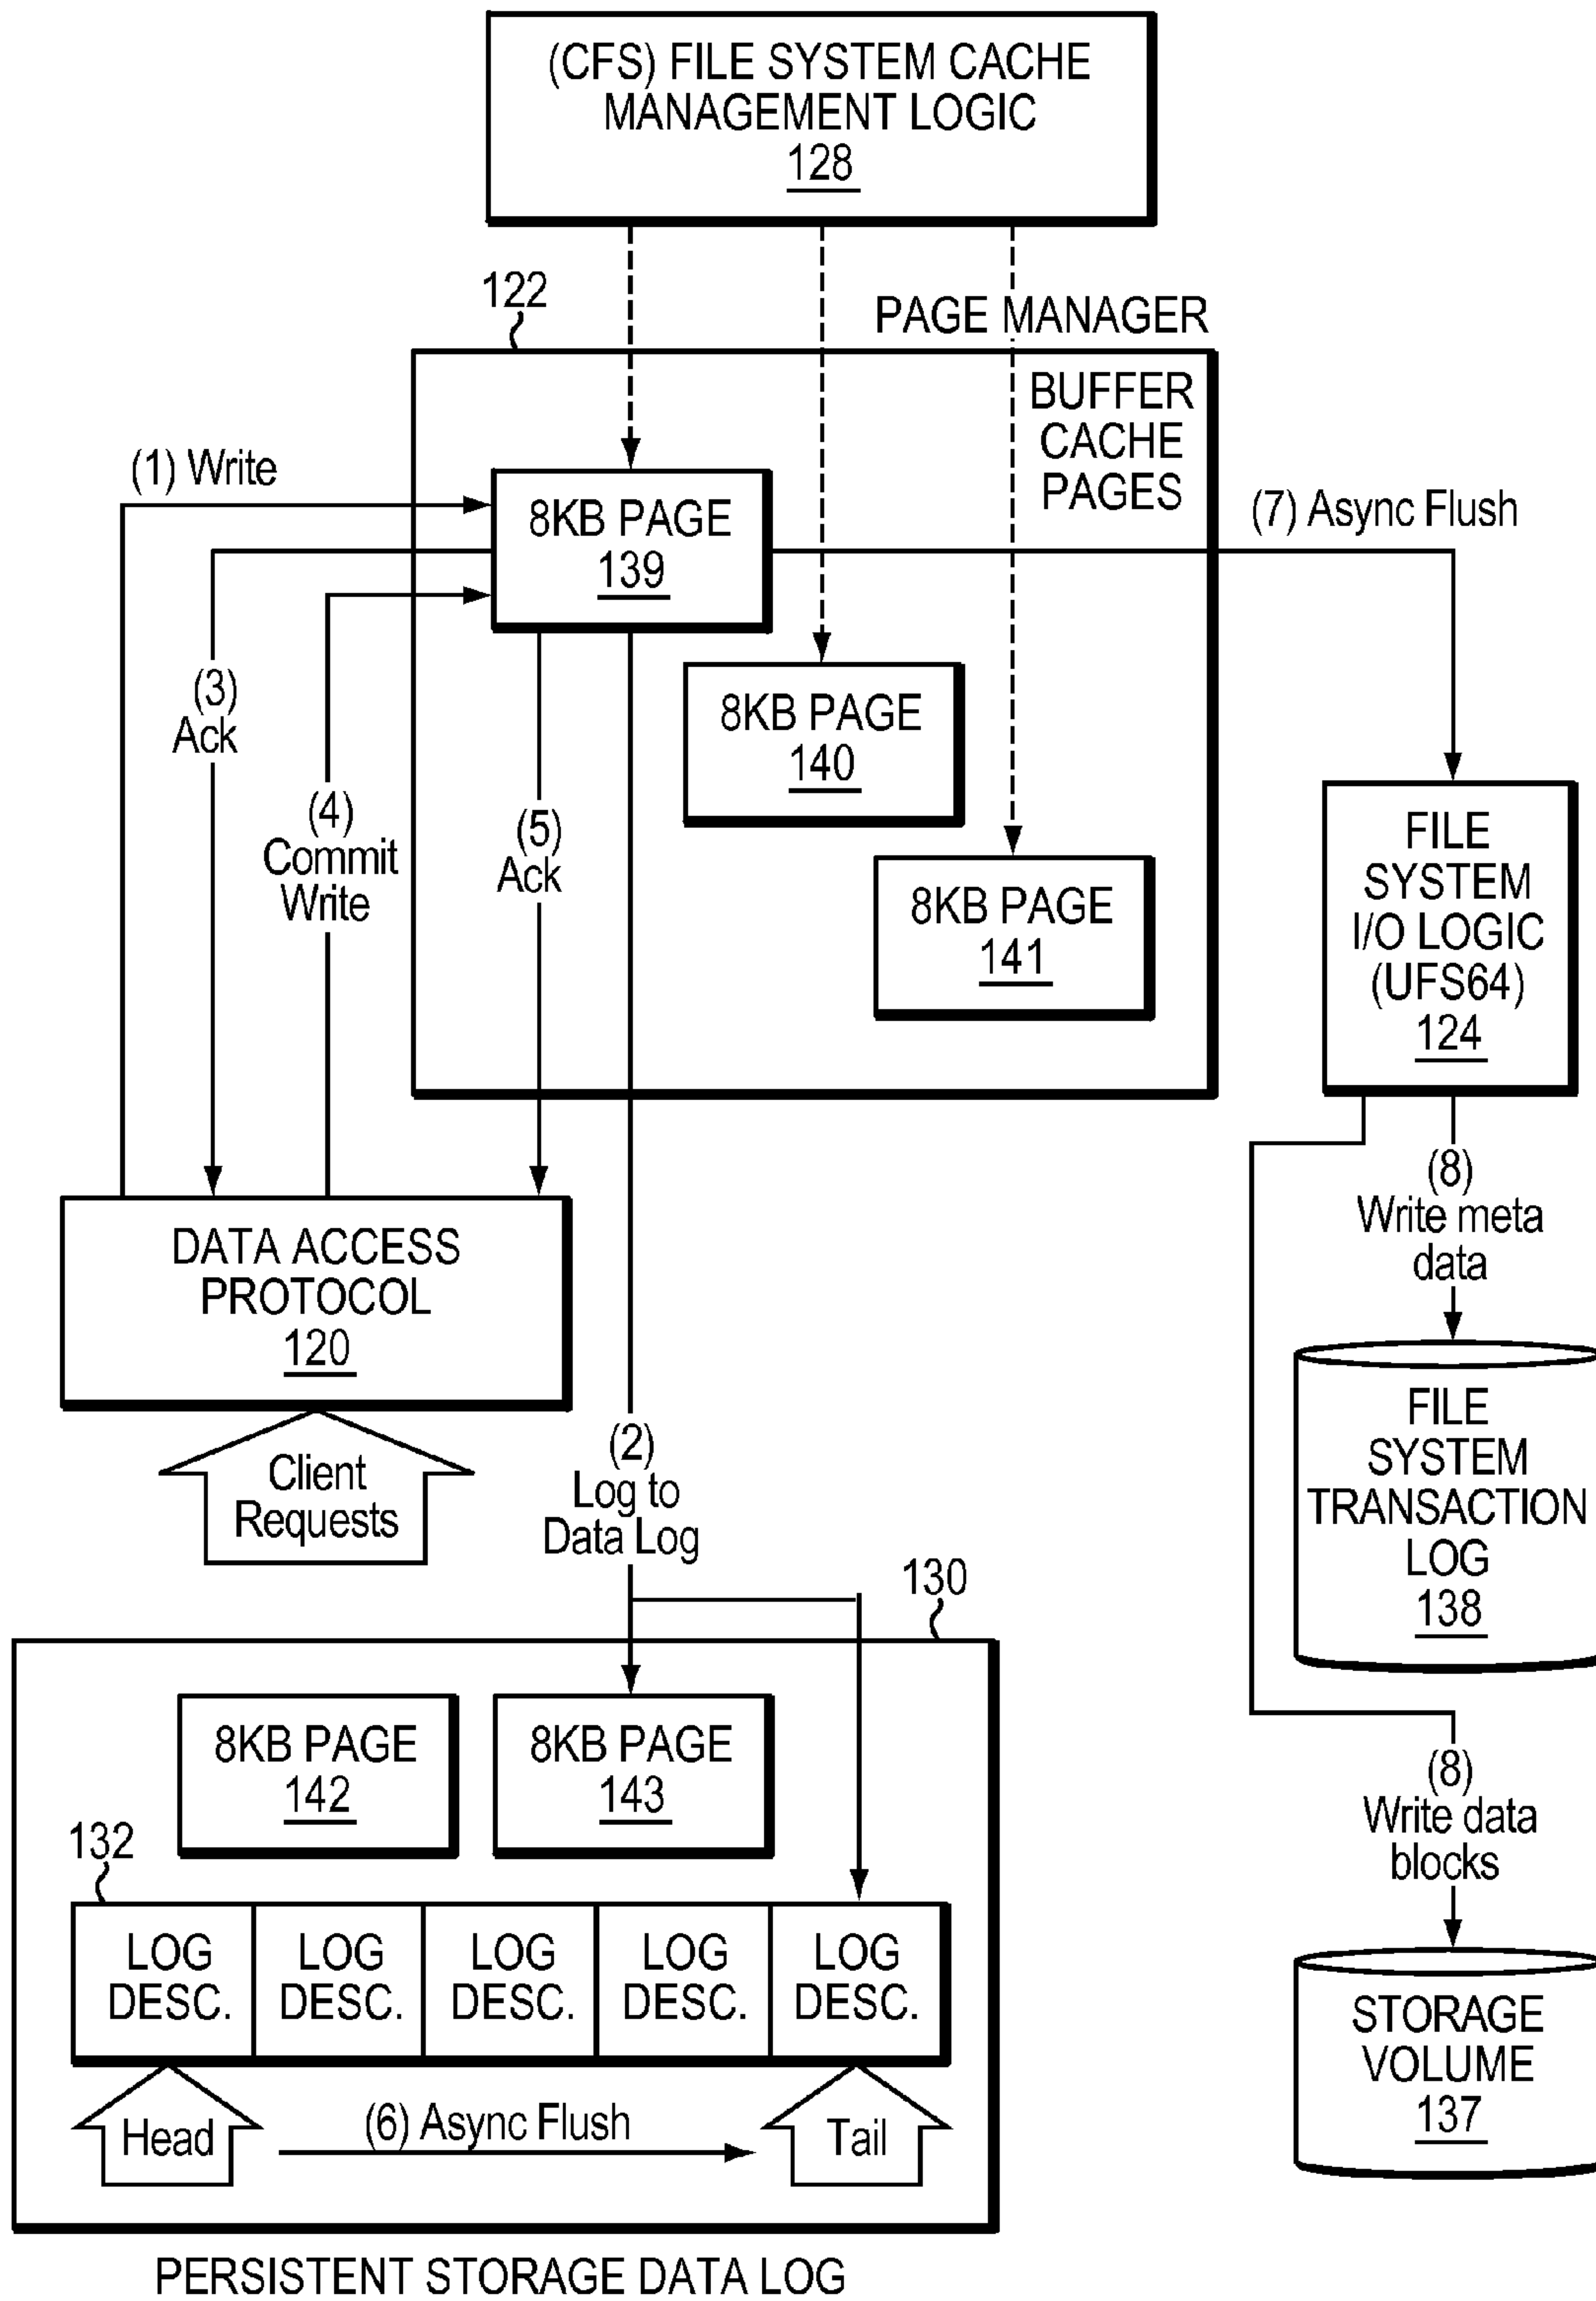 (CFS) FILE SYSTEM CACHE
MANAGEMENT LOGIC
128
122
PAGE MANAGER
BUFFER
CACHE
PAGES
(1) Write
8KB PAGE
139
(7) Async Flush
(3)
Ack
8KB PAGE
140
(4)
Commit
Write
(5)
Ack
8KB PAGE
141
FILE
SYSTEM
I/O LOGIC
(UFS64)
124
(8)
Write meta
data
DATA ACCESS
PROTOCOL
120
Client
Requests
(2)
Log to
Data Log
FILE
SYSTEM
TRANSACTION
LOG
138
130
8KB PAGE
142
8KB PAGE
143
(8)
Write data
blocks
132
LOG
DESC.
LOG
DESC.
LOG
DESC.
LOG
DESC.
LOG
DESC.
STORAGE
VOLUME
137
Head
(6) Async Flush
Tail
PERSISTENT STORAGE DATA LOG